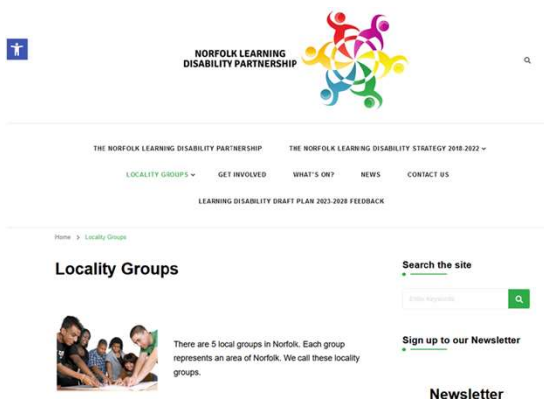 NORFOLK LEARNING
DISABILITY PARTNERSHIP
THE NORFOLK LEARNING DISABILITY PARTNERSHIP
THE NORFOLK LEARNING DISABILITY STRATEGY 2018-2022
LOCALITY GROUPS
GET INVOLVED
WHAT'S ON?
NEWS
CONTACT US
LEARNING DISABILITY DRAFT PLAN 2023-2028 FEEDBACK
Home > Locality Groups
Locality Groups
There are 5 local groups in Norfolk. Each group
represents an area of Norfolk. We call these locality
groups.
Search the site
Enter Keywords
Sign up to our Newsletter
Newsletter